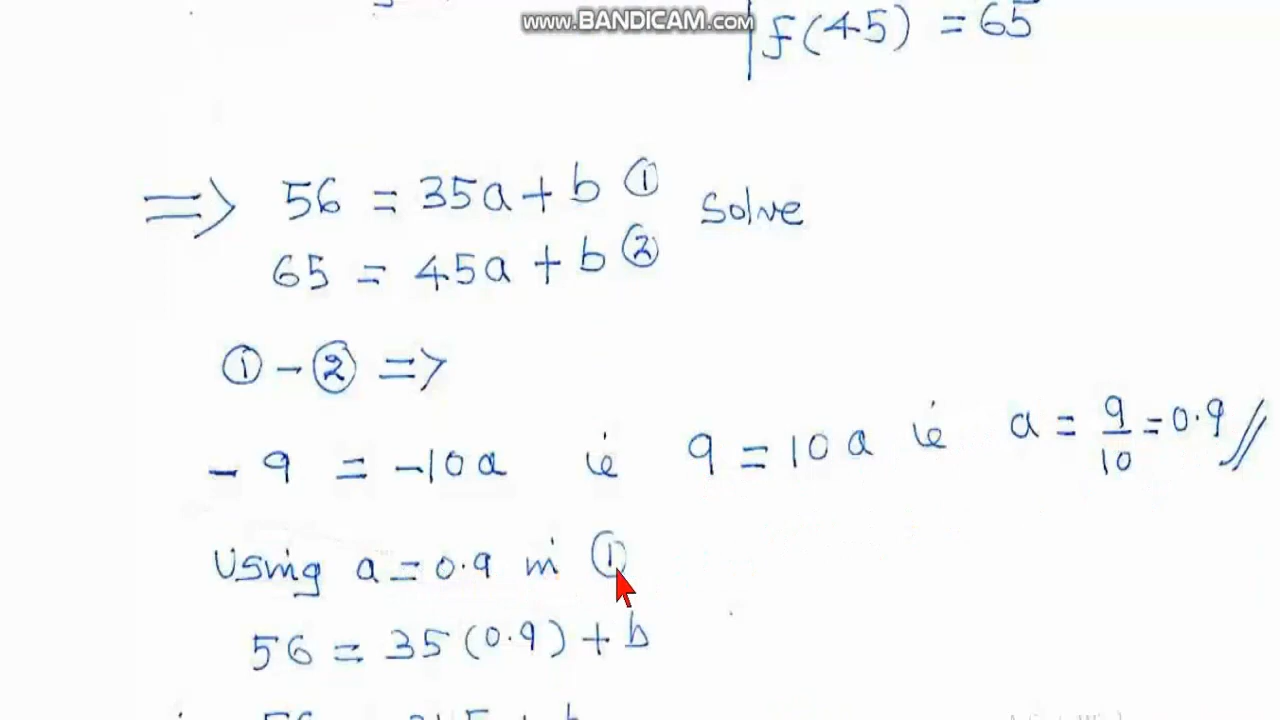 www.BANDICAM.com
f(45) = 65
=> 56 = 35a + b ① Solve
65 = 45a + b ②
① - ② =>
- 9 = -10a ie 9 = 10a ie a = 9/10 = 0.9 //
Using a = 0.9 in ①
56 = 35(0.9) + b